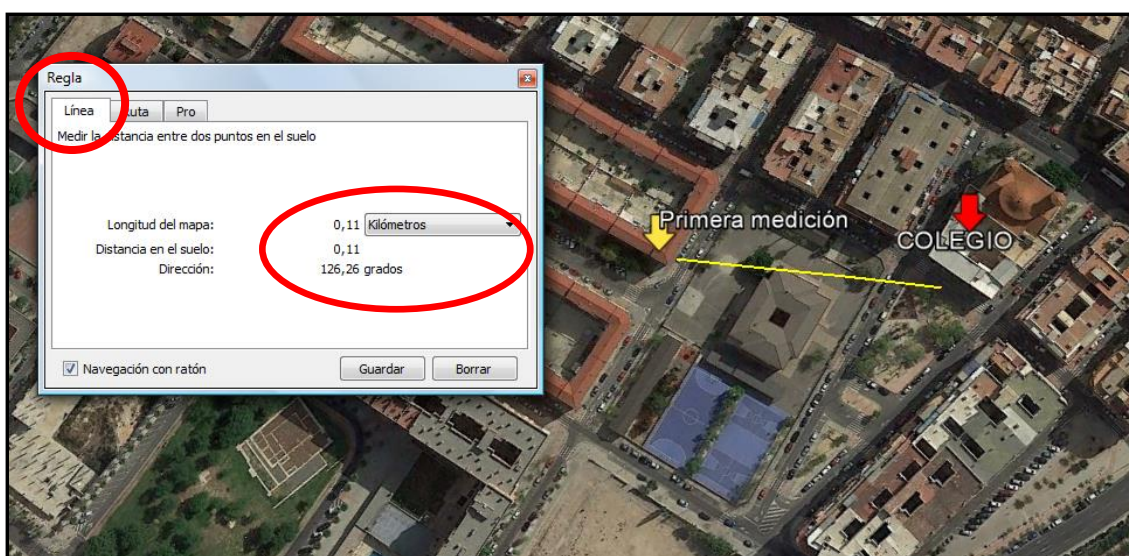 Regla
Línea
uta
Pro
Medir la distancia entre dos puntos en el suelo
Longitud del mapa: 0,11 Kilómetros
Distancia en el suelo: 0,11
Dirección: 126,26 grados
Navegación con ratón
Guardar
Borrar
Primera medición
COLEGIO